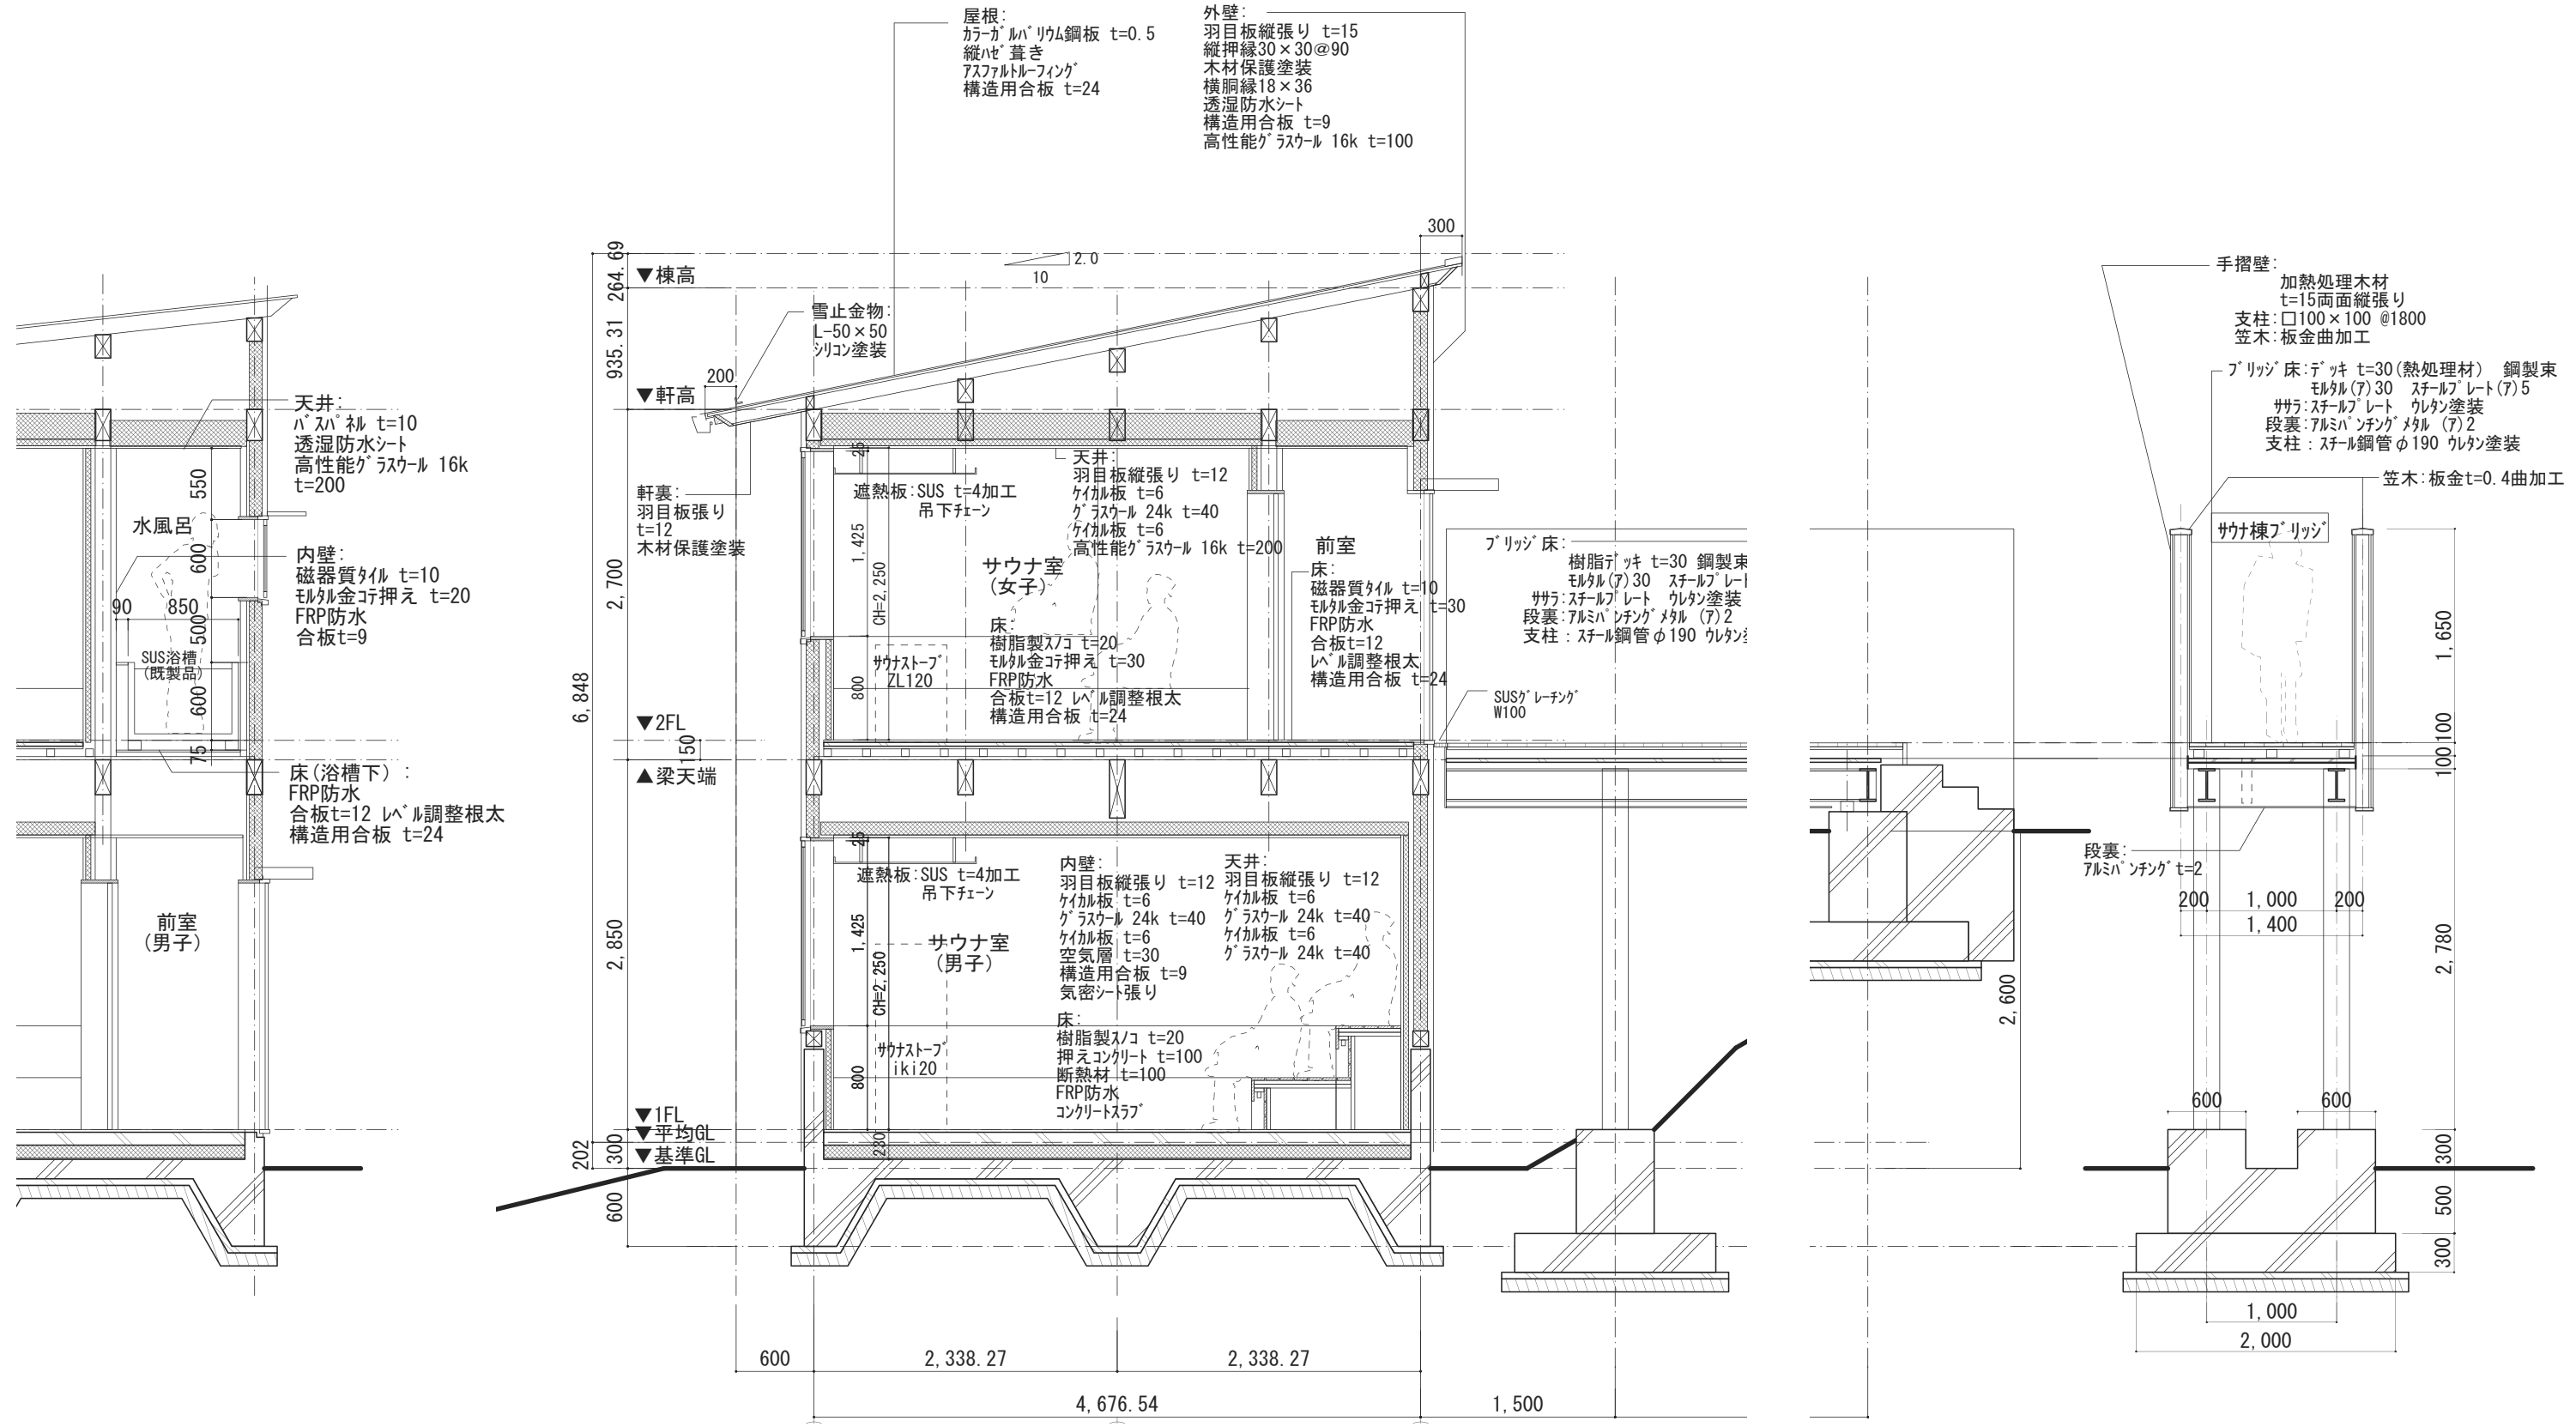 屋根:
ｶﾗｰｶﾞﾙﾊﾞﾘｳﾑ鋼板 t=0.5
縦ﾊｾﾞ葺き
ｱｽﾌｧﾙﾄﾙｰﾌｨﾝｸﾞ
構造用合板 t=24
外壁:
羽目板縦張り t=15
縦押縁30×30@90
木材保護塗装
横胴縁18×36
透湿防水ｼｰﾄ
構造用合板 t=9
高性能ｸﾞﾗｽｳｰﾙ 16k t=100
天井:
ﾊﾞｽﾊﾟﾈﾙ t=10
透湿防水ｼｰﾄ
高性能ｸﾞﾗｽｳｰﾙ 16k
t=200
水風呂
内壁:
磁器質ﾀｲﾙ t=10
ﾓﾙﾀﾙ金ｺﾃ押え t=20
FRP防水
合板t=9
550
600
500
600
75
90
850
SUS浴槽
(既製品)
床(浴槽下) :
FRP防水
合板t=12 ﾚﾍﾞﾙ調整根太
構造用合板 t=24
前室
(男子)
264.69
935.31
2,700
2,850
6,848
300
202
600
▼棟高
▼軒高
▼2FL
150
▲梁天端
▼1FL
▼平均GL
▼基準GL
雪止金物:
L-50×50
ｼﾘｺﾝ塗装
200
300
2.0
10
軒裏:
羽目板張り
t=12
木材保護塗装
25
1,425
CH=2,250
800
遮熱板:SUS t=4加工
吊下ﾁｪｰﾝ
天井:
羽目板縦張り t=12
ｹｲｶﾙ板 t=6
ｸﾞﾗｽｳｰﾙ 24k t=40
ｹｲｶﾙ板 t=6
高性能ｸﾞﾗｽｳｰﾙ 16k t=200
サウナ室
(女子)
床:
樹脂製ｽﾉｺ t=20
ﾓﾙﾀﾙ金ｺﾃ押え t=30
FRP防水
合板t=12 ﾚﾍﾞﾙ調整根太
構造用合板 t=24
ｻｳﾅｽﾄｰﾌﾞ
ZL120
前室
床:
磁器質ﾀｲﾙ t=10
ﾓﾙﾀﾙ金ｺﾃ押え t=30
FRP防水
合板t=12
ﾚﾍﾞﾙ調整根太
構造用合板 t=24
25
1,425
CH=2,250
800
230
遮熱板:SUS t=4加工
吊下ﾁｪｰﾝ
サウナ室
(男子)
ｻｳﾅｽﾄｰﾌﾞ
iki20
内壁:
羽目板縦張り t=12
ｹｲｶﾙ板 t=6
ｸﾞﾗｽｳｰﾙ 24k t=40
ｹｲｶﾙ板 t=6
空気層 t=30
構造用合板 t=9
気密ｼｰﾄ張り
天井:
羽目板縦張り t=12
ｹｲｶﾙ板 t=6
ｸﾞﾗｽｳｰﾙ 24k t=40
ｹｲｶﾙ板 t=6
ｸﾞﾗｽｳｰﾙ 24k t=40
床:
樹脂製ｽﾉｺ t=20
押えｺﾝｸﾘｰﾄ t=100
断熱材 t=100
FRP防水
ｺﾝｸﾘｰﾄｽﾗﾌﾞ
600
2,338.27
2,338.27
4,676.54
1,500
ﾌﾞﾘｯｼﾞ床:
樹脂ﾃﾞｯｷ t=30 鋼製束
ﾓﾙﾀﾙ(ｱ)30 ｽﾁｰﾙﾌﾟﾚｰﾄ
ｻｻﾗ:ｽﾁｰﾙﾌﾟﾚｰﾄ ｳﾚﾀﾝ塗装
段裏:ｱﾙﾐﾊﾟﾝﾁﾝｸﾞﾒﾀﾙ(ｱ)2
支柱：ｽﾁｰﾙ鋼管φ190 ｳﾚﾀﾝ
SUSｸﾞﾚｰﾁﾝｸﾞ
W100
2,600
手摺壁:
加熱処理木材
t=15両面縦張り
支柱:□100×100 @1800
笠木:板金曲加工
ﾌﾞﾘｯｼﾞ床:ﾃﾞｯｷ t=30(熱処理材) 鋼製束
ﾓﾙﾀﾙ(ｱ)30 ｽﾁｰﾙﾌﾟﾚｰﾄ(ｱ)5
ｻｻﾗ:ｽﾁｰﾙﾌﾟﾚｰﾄ ｳﾚﾀﾝ塗装
段裏:ｱﾙﾐﾊﾟﾝﾁﾝｸﾞﾒﾀﾙ (ｱ)2
支柱：ｽﾁｰﾙ鋼管φ190 ｳﾚﾀﾝ塗装
笠木:板金t=0.4曲加工
ｻｳﾅ棟ﾌﾞﾘｯｼﾞ
1,650
100
100
2,780
300
500
300
段裏:
ｱﾙﾐﾊﾟﾝﾁﾝｸﾞt=2
200
1,000
200
1,400
600
600
1,000
2,000